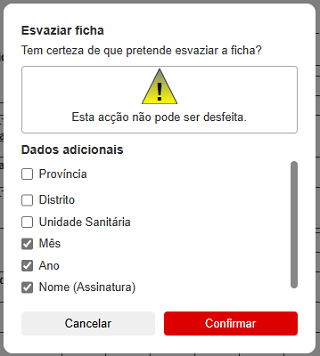 Esvaziar ficha
Tem certeza de que pretende esvaziar a ficha?
!
Esta acção não pode ser desfeita.
Dados adicionais
Província
Distrito
Unidade Sanitária
Mês
Ano
Nome (Assinatura)
Cancelar
Confirmar